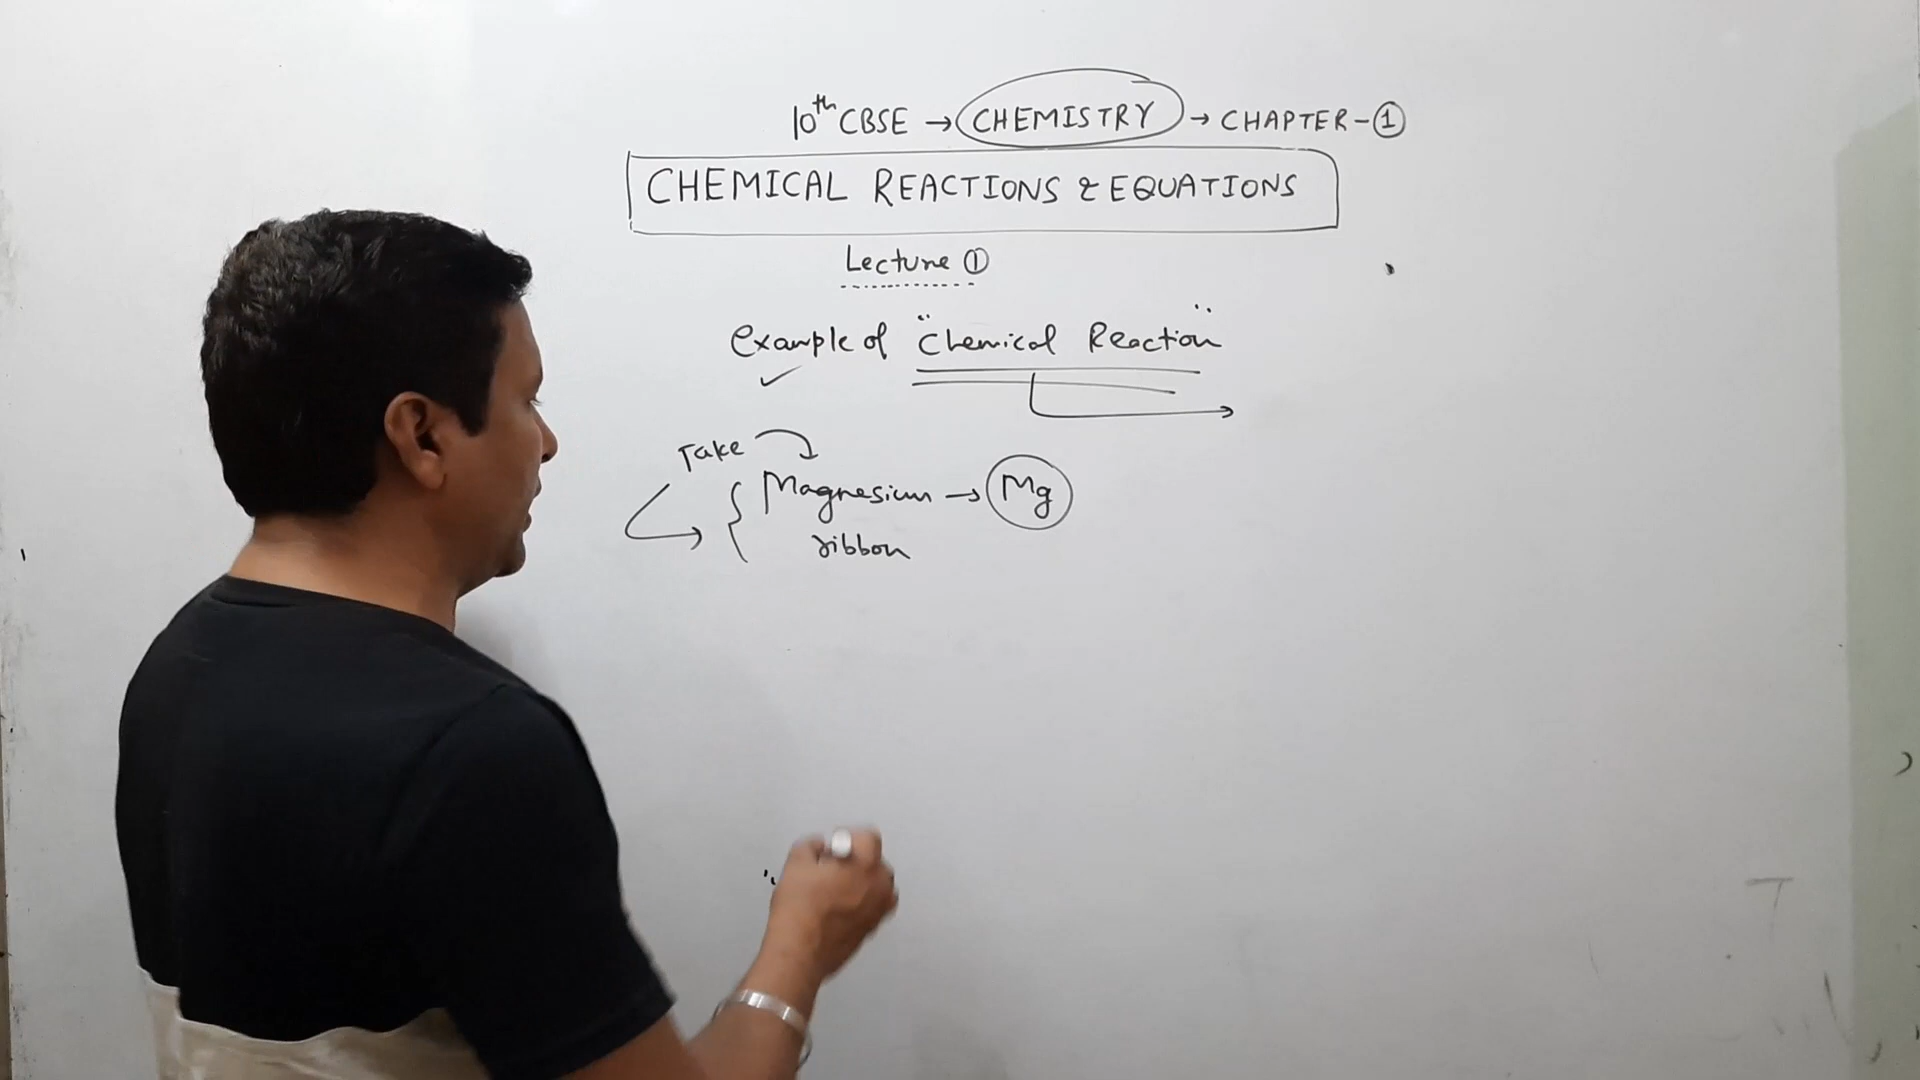 10th CBSE → CHEMISTRY → CHAPTER - ①
CHEMICAL REACTIONS & EQUATIONS
Lecture ①
Example of "Chemical Reaction"
Take
Magnesium → Mg
ribbon